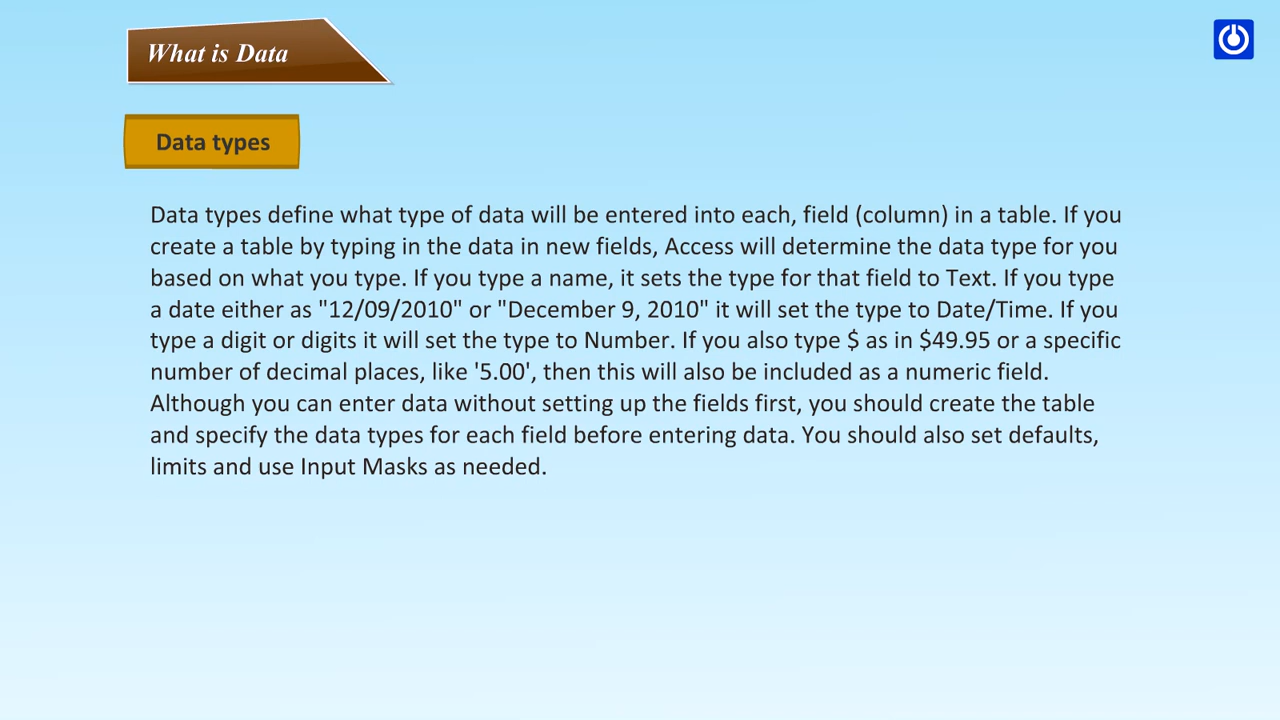 What is Data
Data types
Data types define what type of data will be entered into each, field (column) in a table. If you
create a table by typing in the data in new fields, Access will determine the data type for you
based on what you type. If you type a name, it sets the type for that field to Text. If you type
a date either as "12/09/2010" or "December 9, 2010" it will set the type to Date/Time. If you
type a digit or digits it will set the type to Number. If you also type $ as in $49.95 or a specific
number of decimal places, like '5.00', then this will also be included as a numeric field.
Although you can enter data without setting up the fields first, you should create the table
and specify the data types for each field before entering data. You should also set defaults,
limits and use Input Masks as needed.